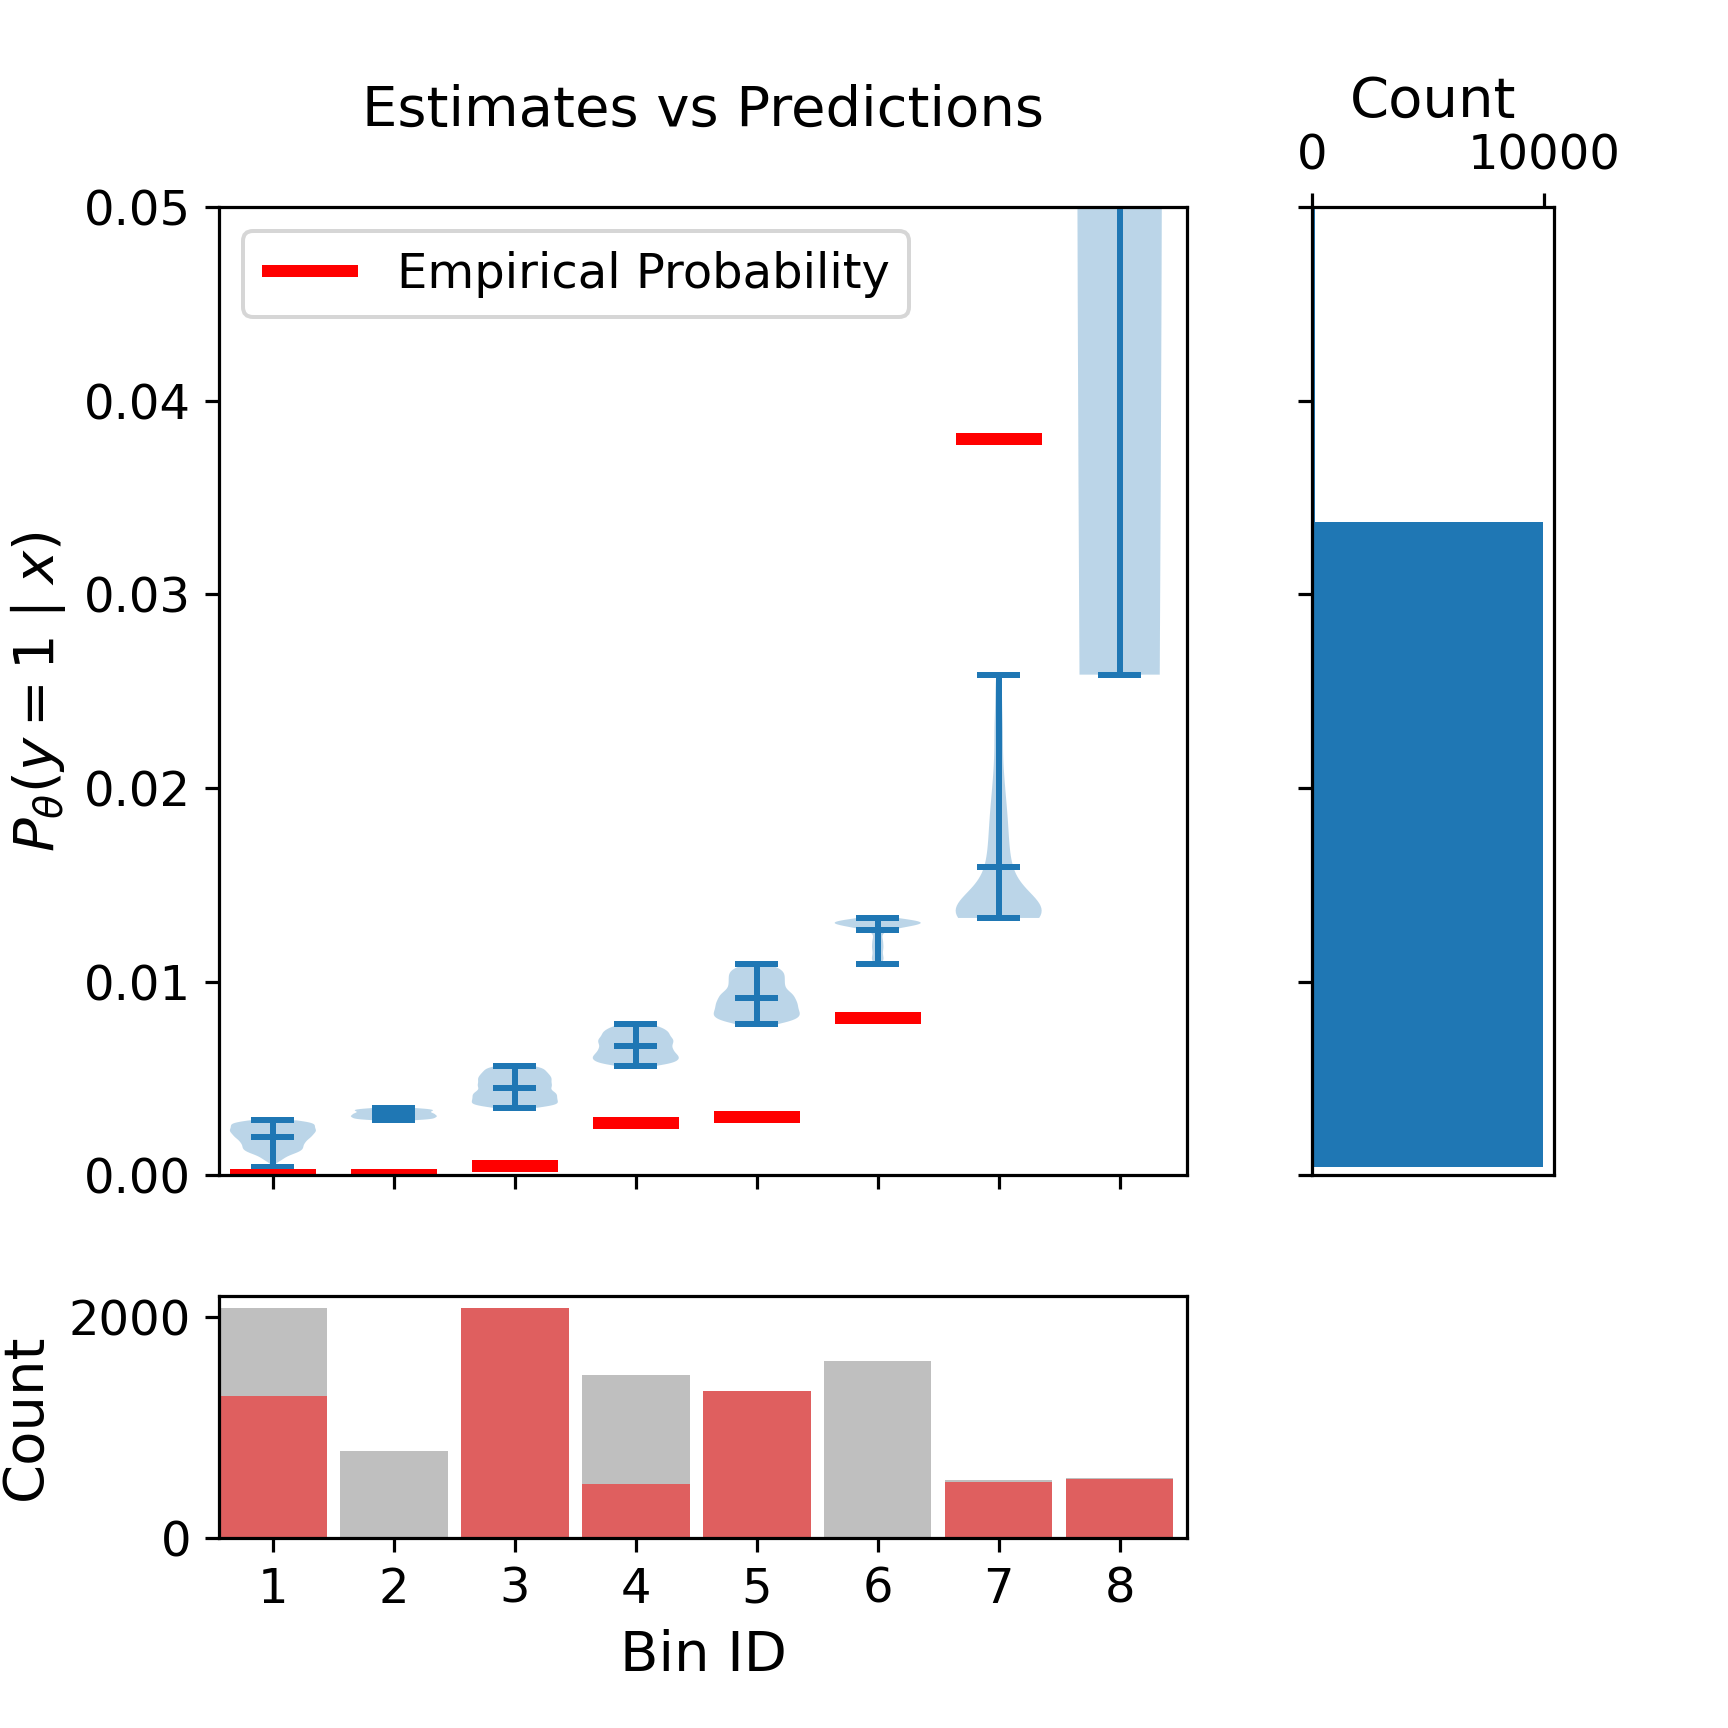 Estimates vs Predictions
Count
0 10000
Empirical Probability
0.05
0.04
0.03
0.02
0.01
0.00
P_θ(y = 1 | x)
2000
0
Count
1 2 3 4 5 6 7 8
Bin ID